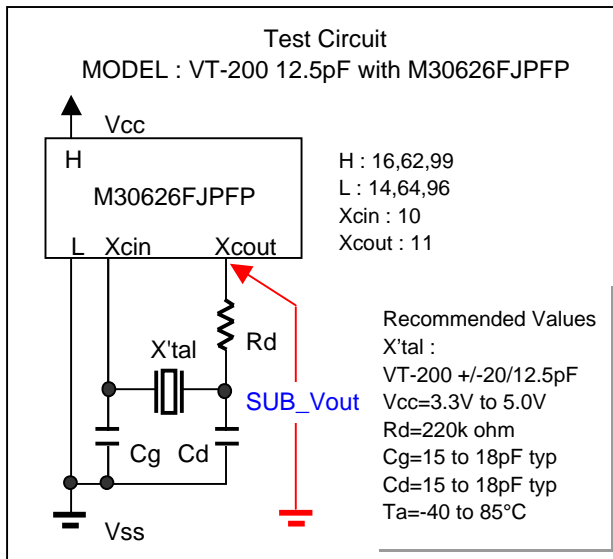 Test Circuit
MODEL : VT-200 12.5pF with M30626FJPFP
Vcc
H
M30626FJPFP
L Xcin Xcout
H : 16,62,99
L : 14,64,96
Xcin : 10
Xcout : 11
Rd
X'tal
SUB_Vout
Cg Cd
Vss
Recommended Values
X’tal :
VT-200 +/-20/12.5pF
Vcc=3.3V to 5.0V
Rd=220k ohm
Cg=15 to 18pF typ
Cd=15 to 18pF typ
Ta=-40 to 85°C